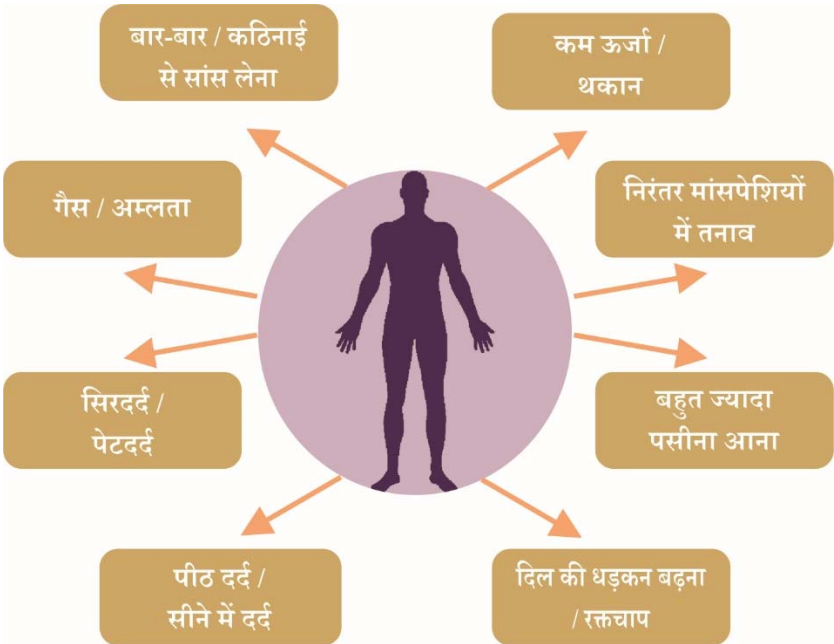 बार-बार / कठिनाई
से सांस लेना
कम ऊर्जा /
थकान
गैस / अम्लता
निरंतर मांसपेशियों
में तनाव
सिरदर्द /
पेटदर्द
बहुत ज्यादा
पसीना आना
पीठ दर्द /
सीने में दर्द
दिल की धड़कन बढ़ना
/ रक्तचाप